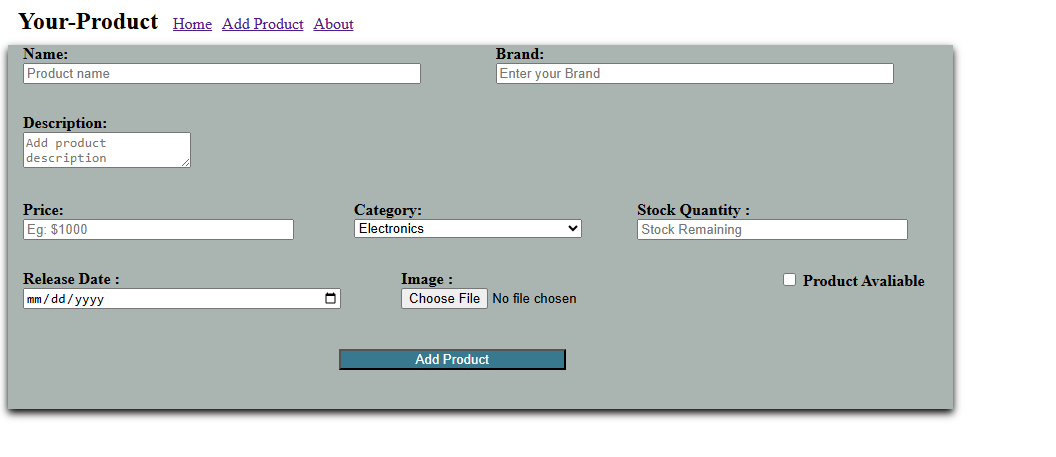 Your-Product Home Add Product About
Name: Brand:
Product name Enter your Brand
Description:
Add product
description
Price: Category: Stock Quantity :
Eg: $1000 Electronics Stock Remaining
Release Date : Image : Product Avaliable
mm/dd/yyyy Choose File No file chosen
Add Product